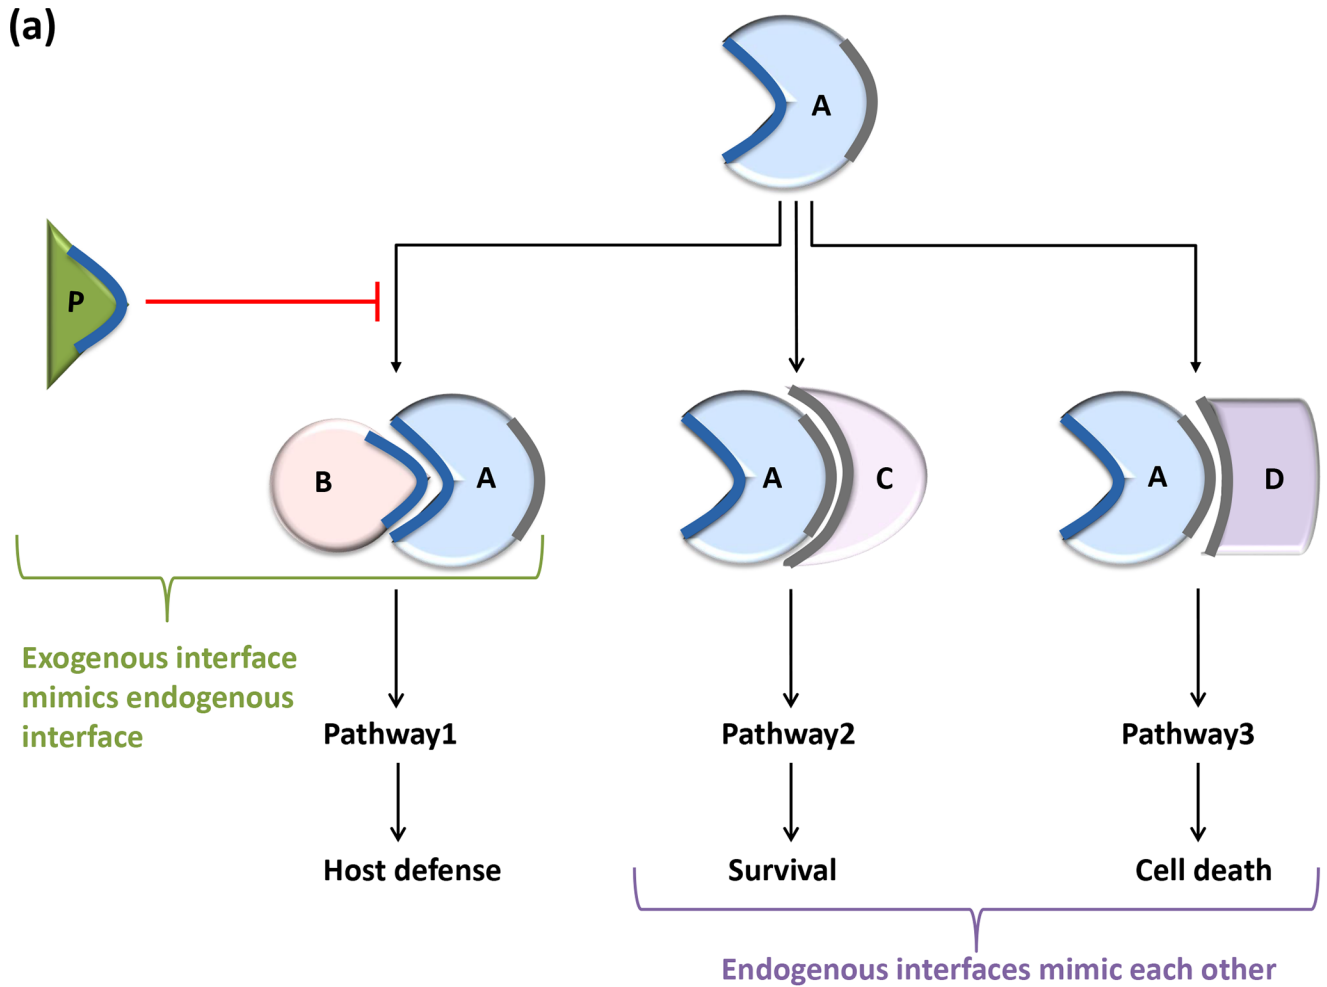 (a)
A
P
B
A
A
C
A
D
Exogenous interface
mimics endogenous
interface
Pathway1
Pathway2
Pathway3
Host defense
Survival
Cell death
Endogenous interfaces mimic each other